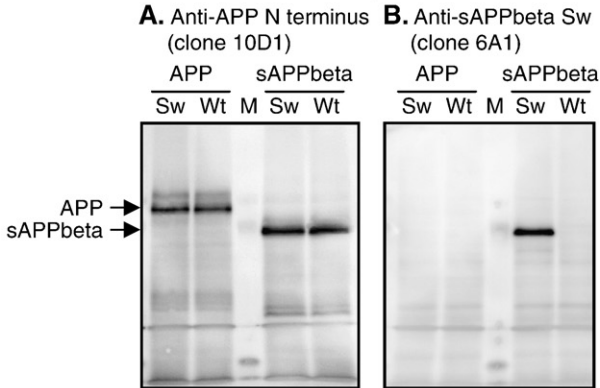 A. Anti-APP N terminus
(clone 10D1)
APP sAPPbeta
Sw Wt M Sw Wt
B. Anti-sAPPbeta Sw
(clone 6A1)
APP sAPPbeta
Sw Wt M Sw Wt
APP
sAPPbeta